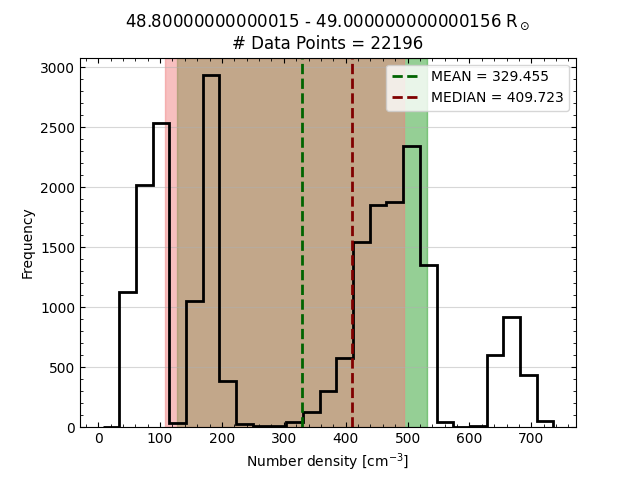 48.80000000000015 - 49.000000000000156 R⊙
# Data Points = 22196
MEAN = 329.455
MEDIAN = 409.723
Frequency
3000
2500
2000
1500
1000
500
0
0 100 200 300 400 500 600 700
Number density [cm⁻³]